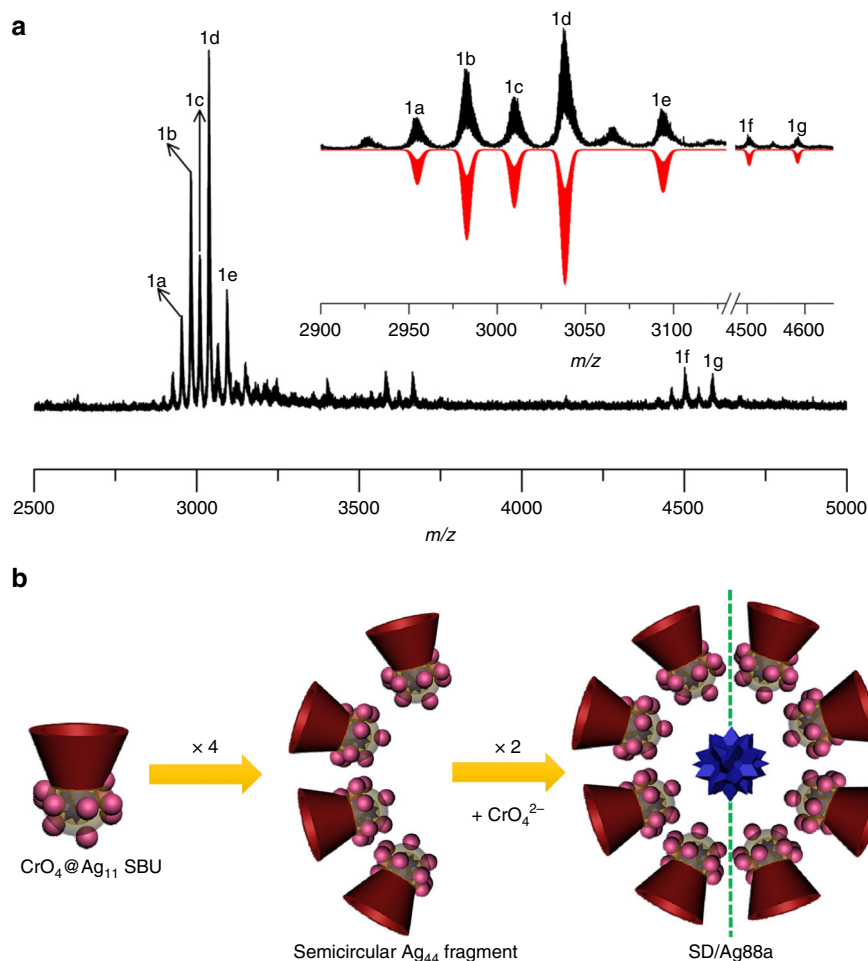 a
1d
1c
1b
1a
1e
1f
1g
1a
1b
1c
1d
1e
1f
1g
2900 2950 3000 3050 3100 4500 4600
m/z
2500 3000 3500 4000 4500 5000
m/z
b
× 4
× 2
+ CrO₄²⁻
CrO₄@Ag₁₁ SBU
Semicircular Ag₄₄ fragment
SD/Ag88a